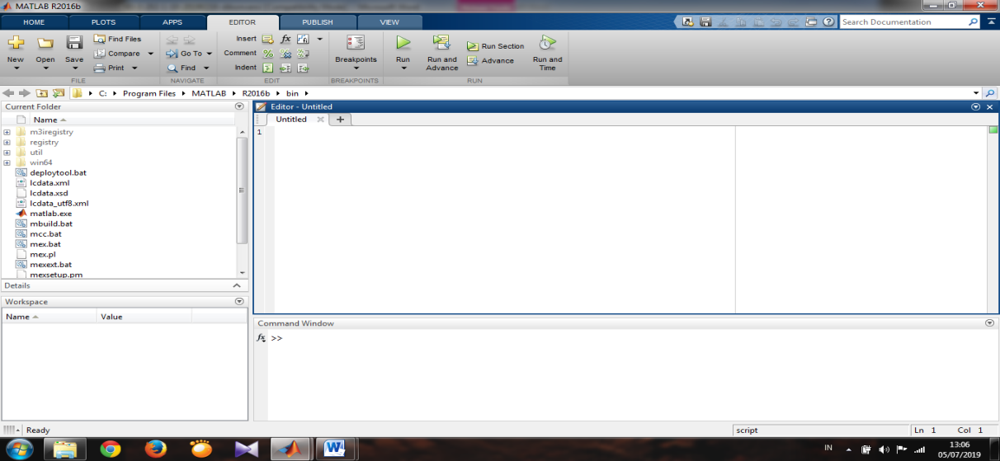 MATLAB R2016b
HOME PLOTS APPS EDITOR PUBLISH VIEW Search Documentation
Find Files Insert fx Run Section
Compare Go To Comment Advance
New Open Save Print Find Indent Breakpoints Run Run and Advance Run and Time
FILE NAVIGATE EDIT BREAKPOINTS RUN
C: Program Files MATLAB R2016b bin
Current Folder Editor - Untitled
Name Untitled +
m3iregistry 1
registry
util
win64
deploytool.bat
lcdata.xml
lcdata.xsd
lcdata_utf8.xml
matlab.exe
mbuild.bat
mcc.bat
mex.bat
mex.pl
mexext.bat
mexsetup.pm
Details
Workspace
Name Value
Command Window
fx >>
Ready script Ln 1 Col 1
IN 13:06
05/07/2019